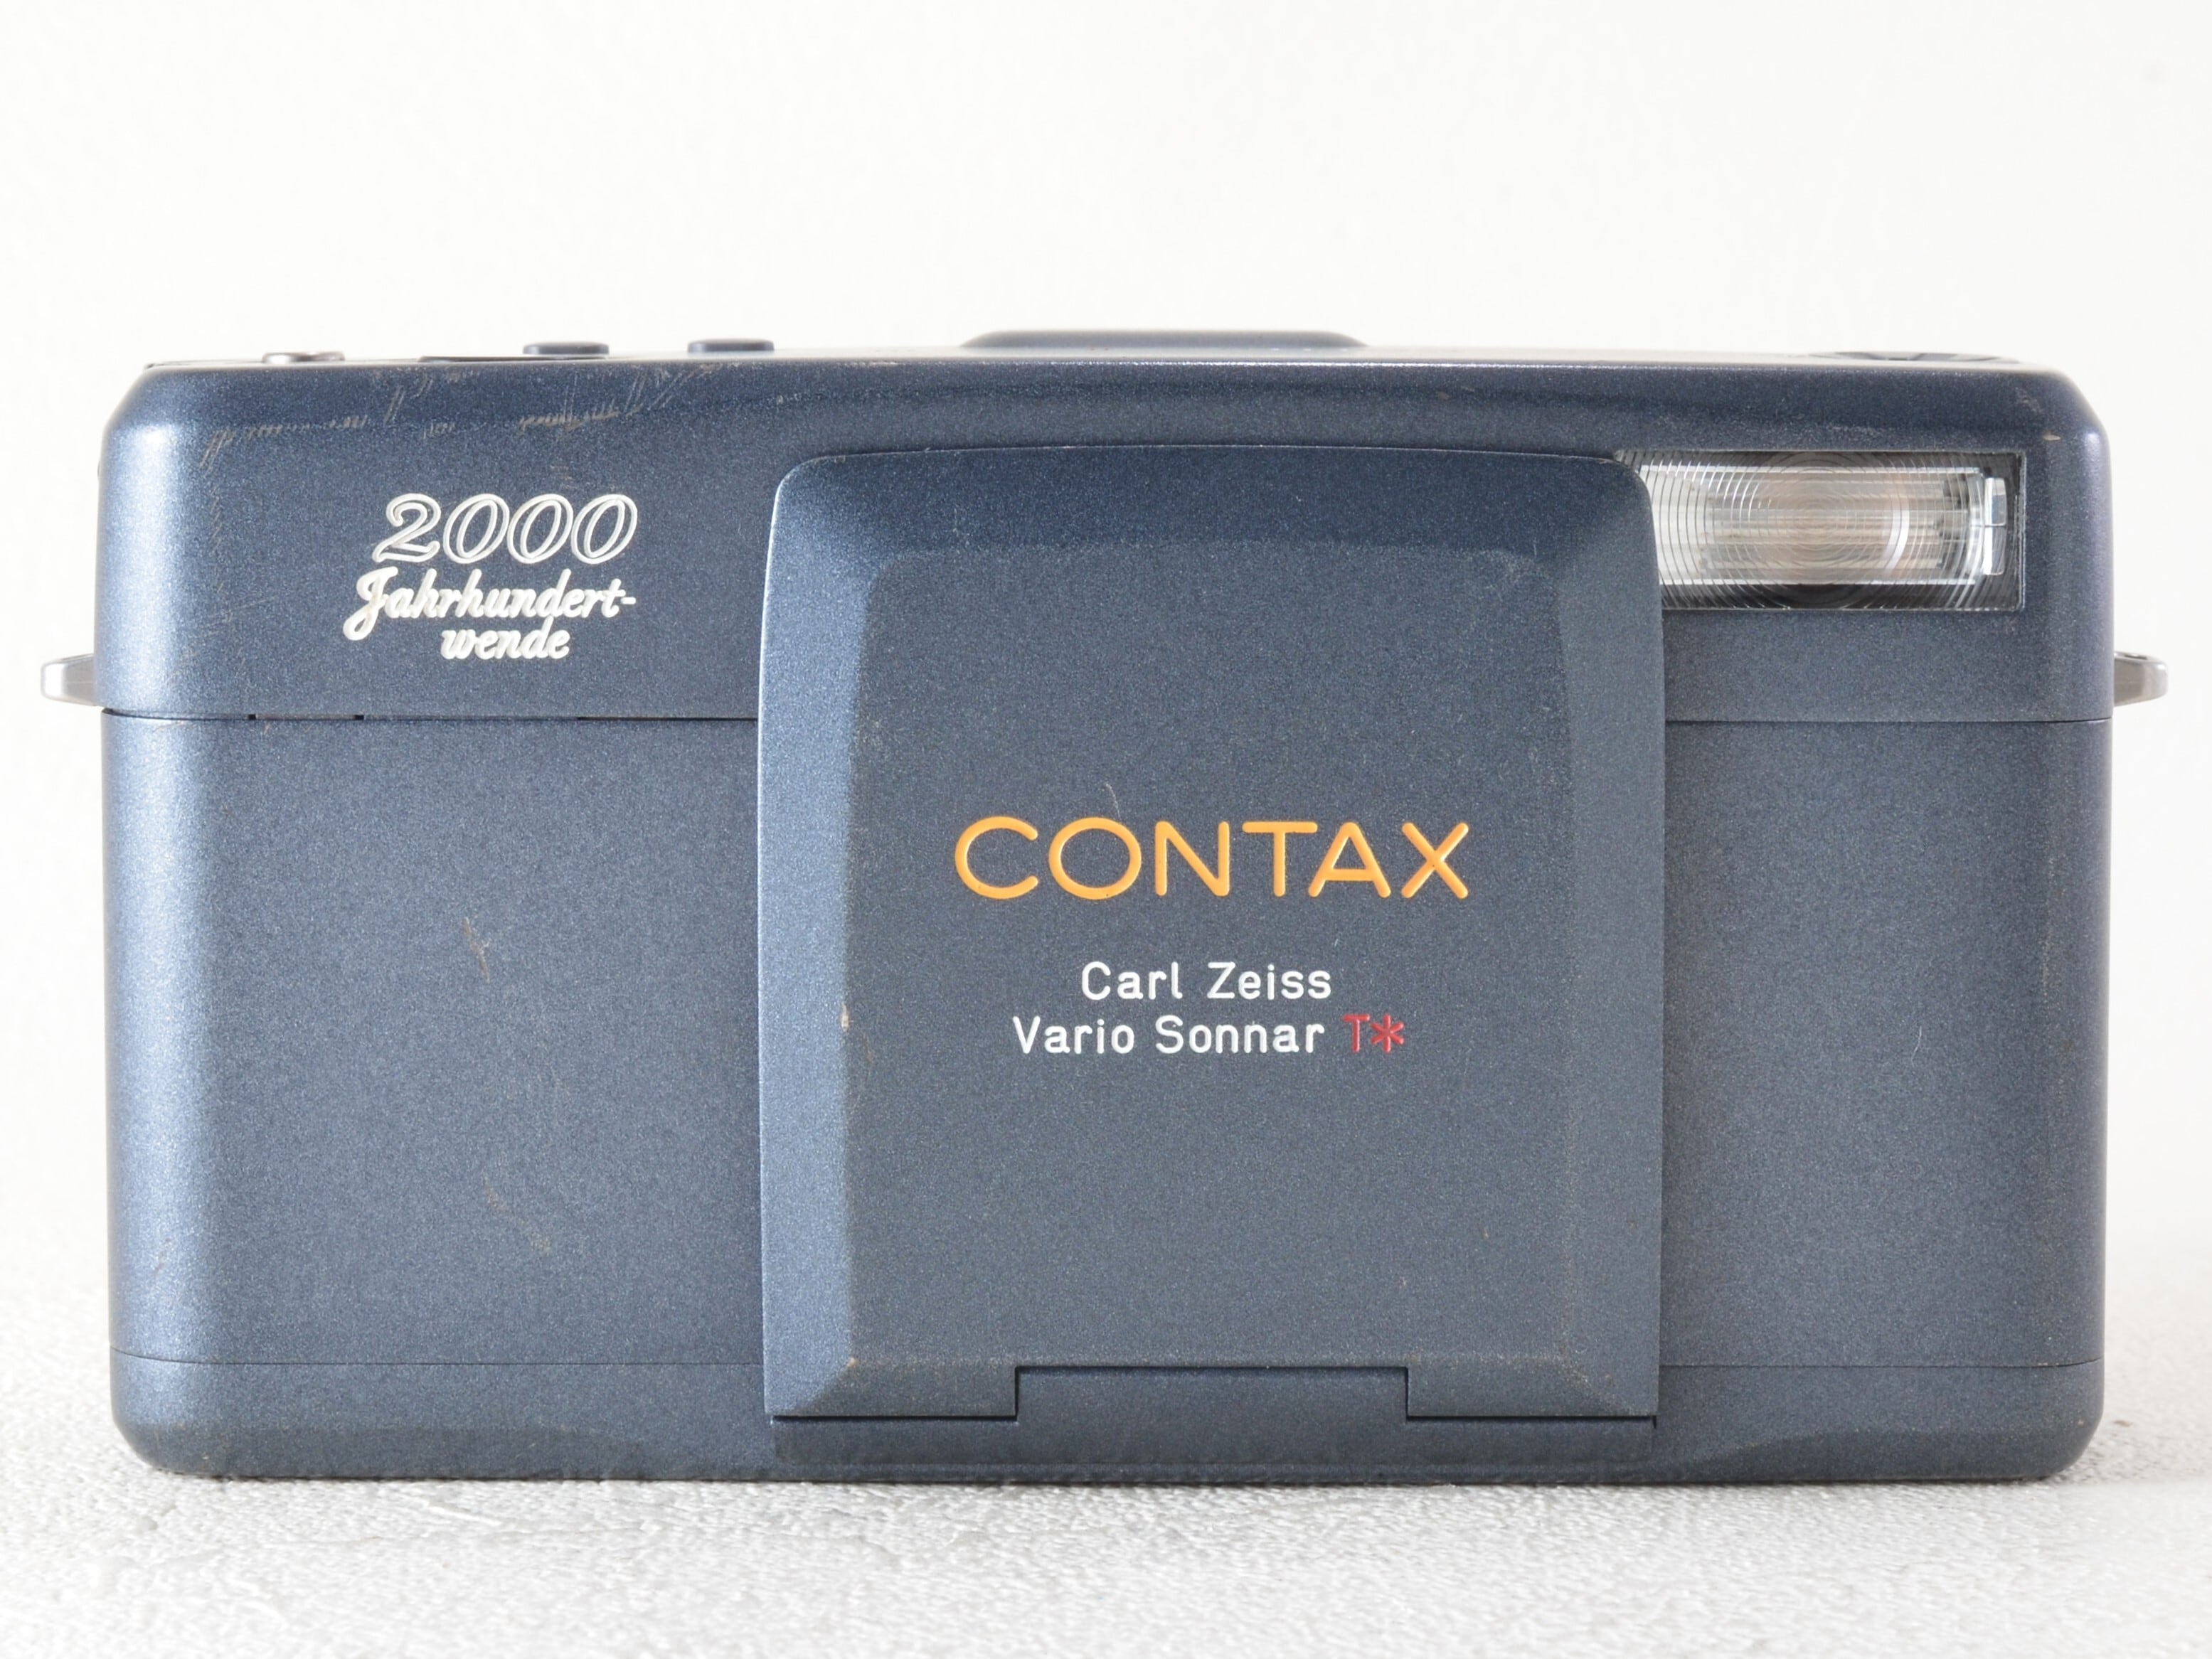 2000
Jahrhundert-
wende
CONTAX
Carl Zeiss
Vario Sonnar T*